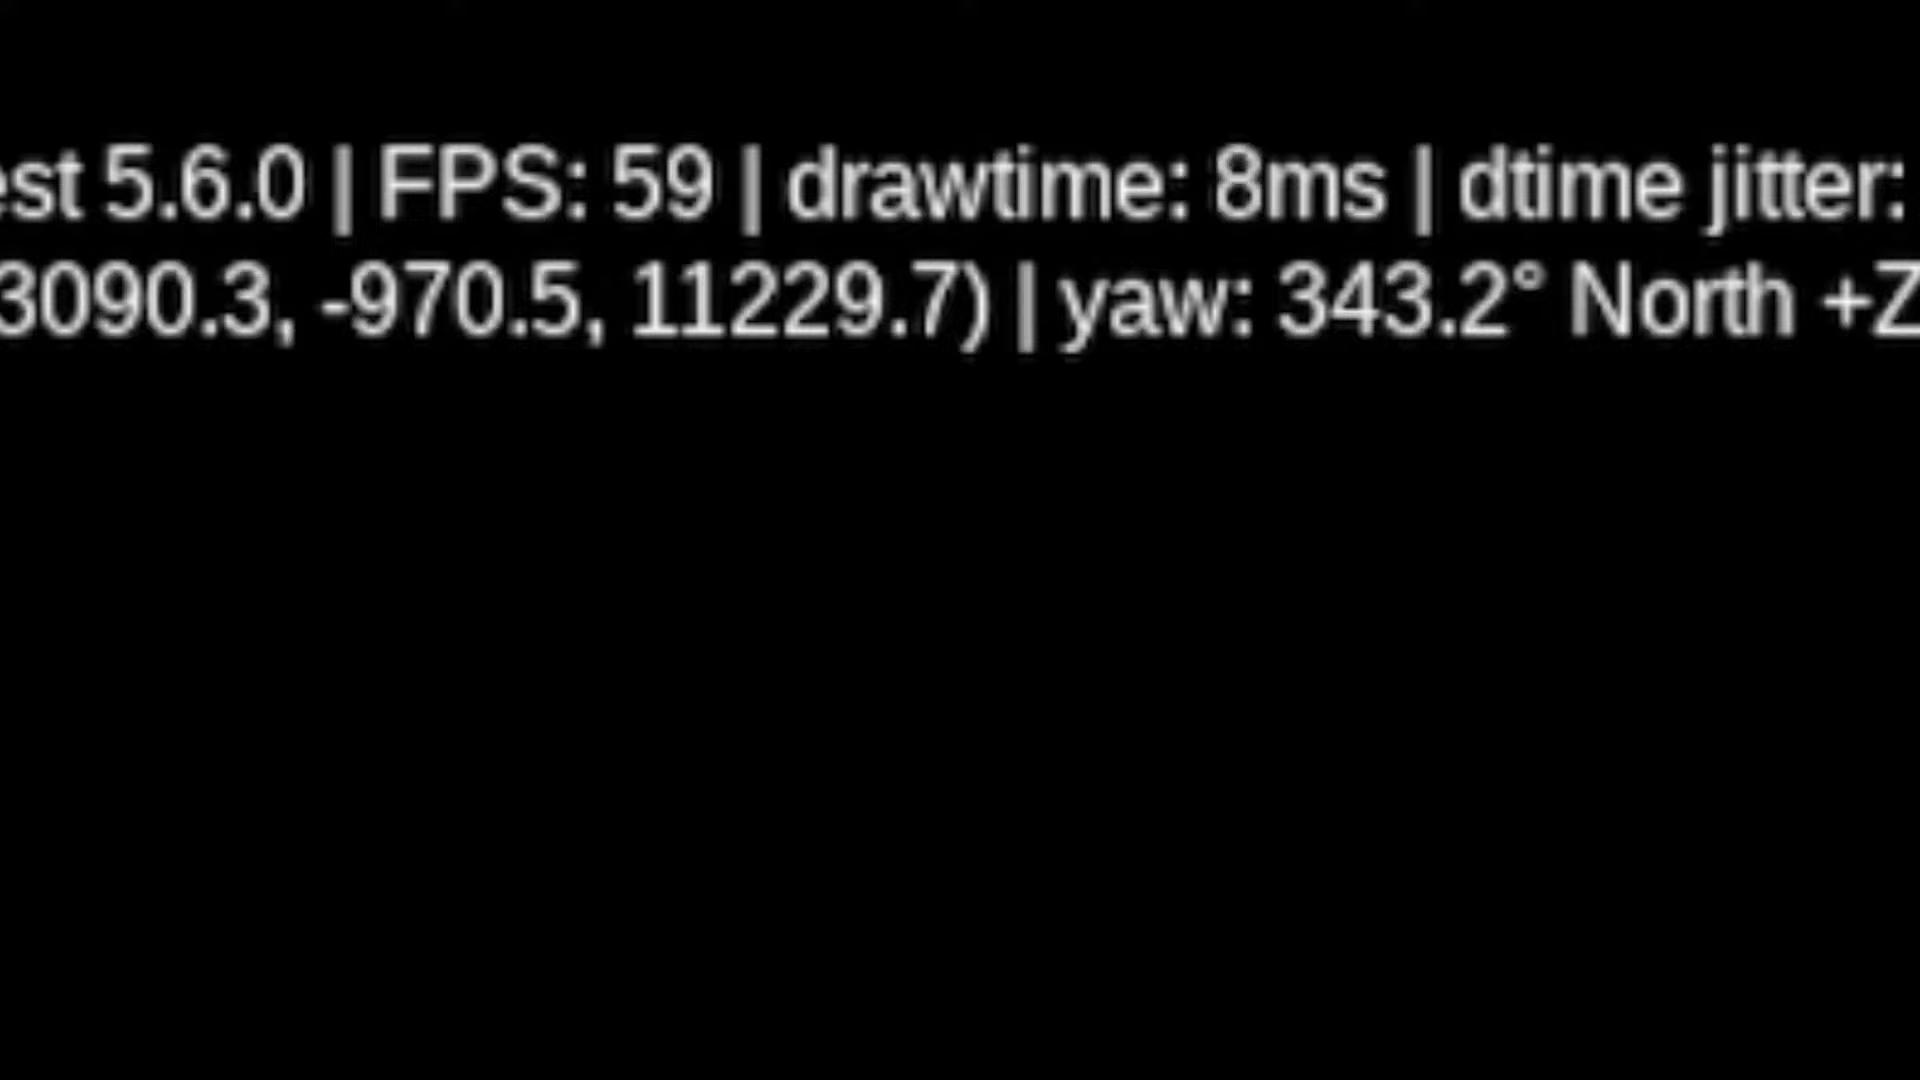 est 5.6.0 | FPS: 59 | drawtime: 8ms | dtime jitter:
3090.3, -970.5, 11229.7) | yaw: 343.2° North +Z